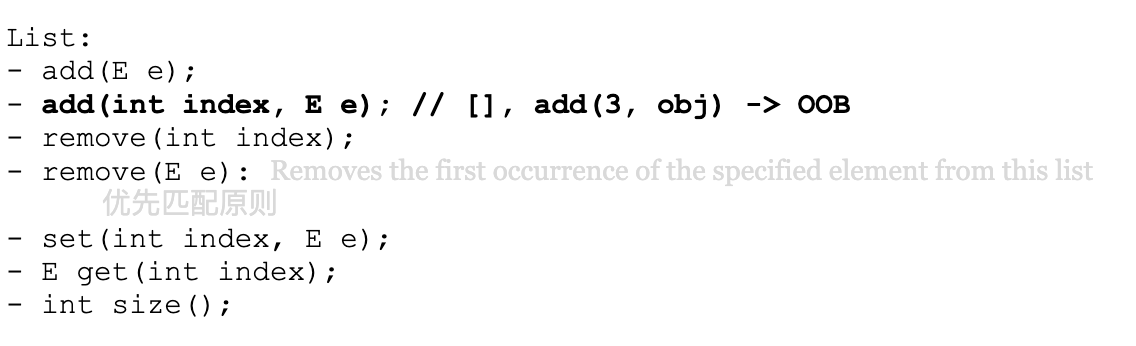 List:
- add(E e);
- add(int index, E e); // [], add(3, obj) -> OOB
- remove(int index);
- remove(E e): Removes the first occurrence of the specified element from this list
优先匹配原则
- set(int index, E e);
- E get(int index);
- int size();